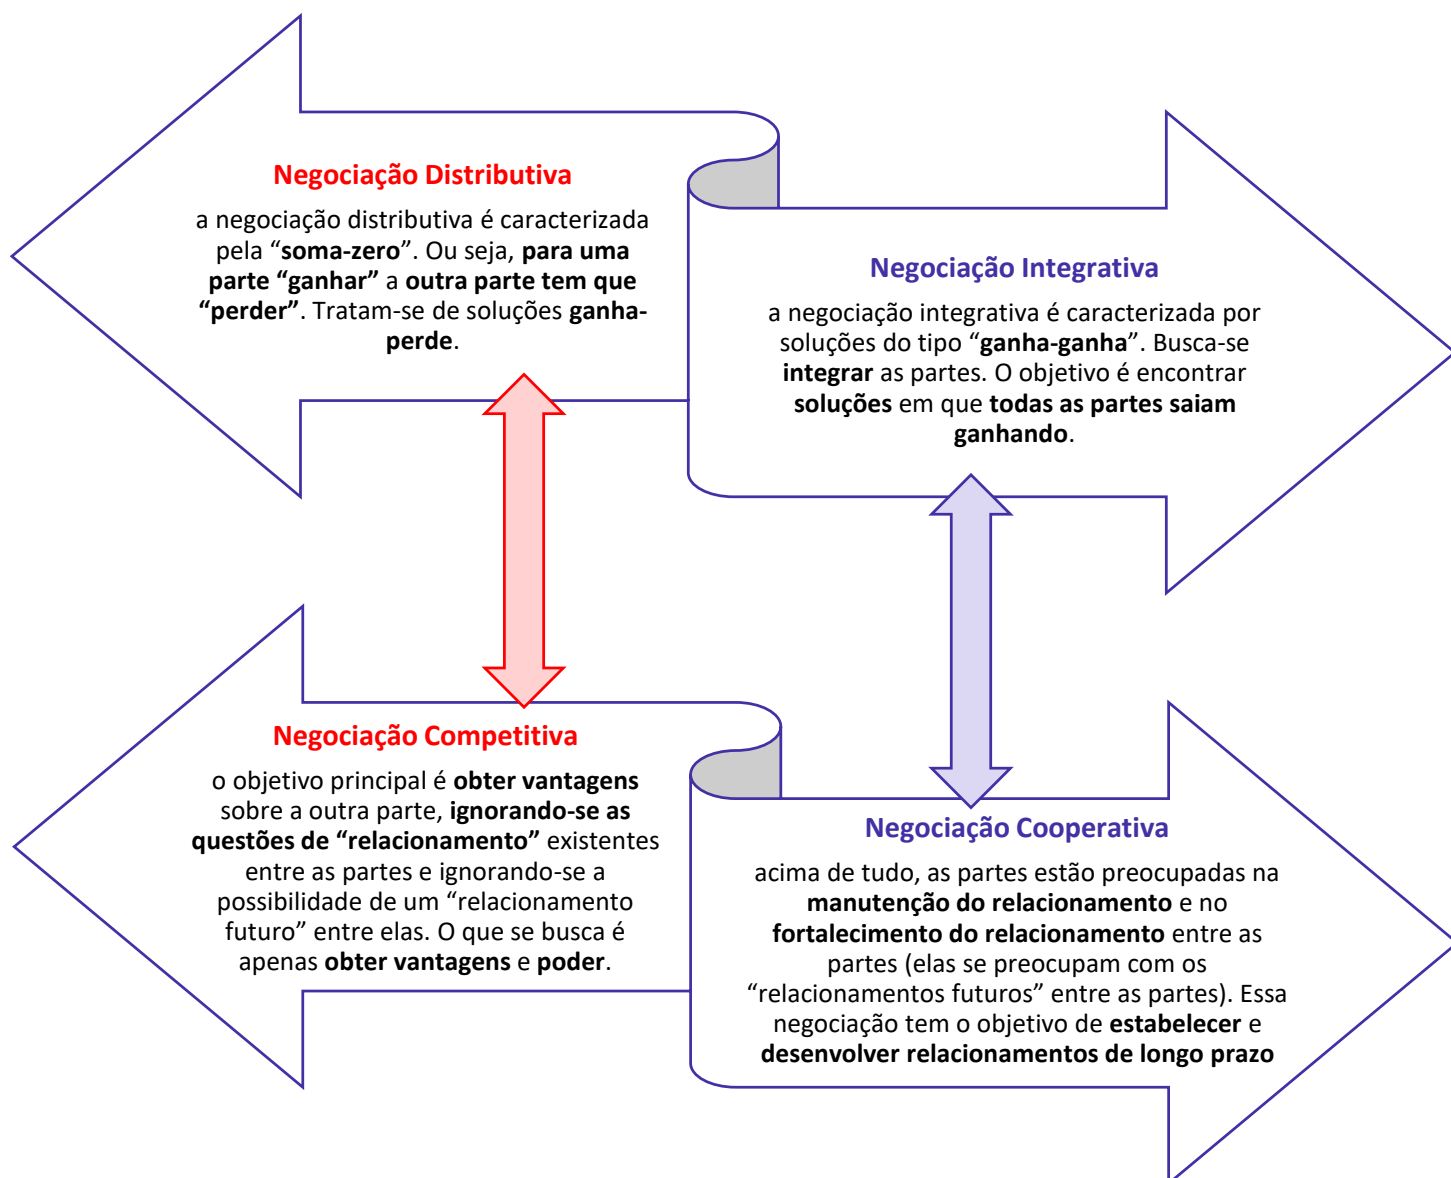 Negociação Distributiva
a negociação distributiva é caracterizada
pela “soma-zero”. Ou seja, para uma
parte “ganhar” a outra parte tem que
“perder”. Tratam-se de soluções ganha-
perde.
Negociação Integrativa
a negociação integrativa é caracterizada por
soluções do tipo “ganha-ganha”. Busca-se
integrar as partes. O objetivo é encontrar
soluções em que todas as partes saiam
ganhando.
Negociação Competitiva
o objetivo principal é obter vantagens
sobre a outra parte, ignorando-se as
questões de “relacionamento” existentes
entre as partes e ignorando-se a
possibilidade de um “relacionamento
futuro” entre elas. O que se busca é
apenas obter vantagens e poder.
Negociação Cooperativa
acima de tudo, as partes estão preocupadas na
manutenção do relacionamento e no
fortalecimento do relacionamento entre as
partes (elas se preocupam com os
“relacionamentos futuros” entre as partes). Essa
negociação tem o objetivo de estabelecer e
desenvolver relacionamentos de longo prazo